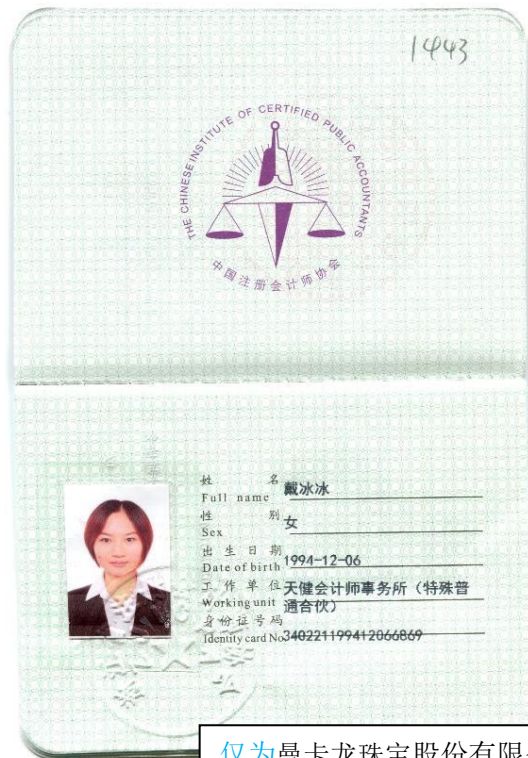 1443
THE CHINESE INSTITUTE OF CERTIFIED PUBLIC ACCOUNTANTS
中国注册会计师协会
姓 名 戴冰冰
Full name
性 别 女
Sex
出生日期 1994-12-06
Date of birth
工作单位 天健会计师事务所（特殊普
Working unit 通合伙）
身份证号码
Identity card No. 340221199412066869
仅为曼卡龙珠宝股份有限